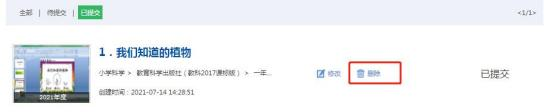 全部 | 待提交 | 已提交
<1/1>
1．我们知道的植物
小学科学 > 教育科学出版社（教科2017课标版） > 一年...
修改
删除
已提交
创建时间：2021-07-14 14:28:51
2021年度